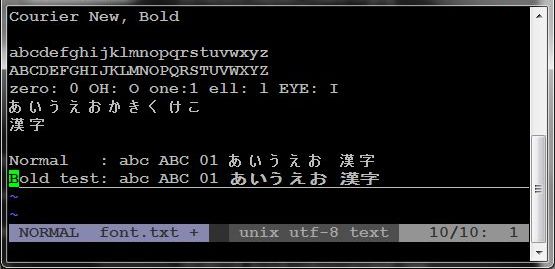 Courier New, Bold
abcdefghijklmnopqrstuvwxyz
ABCDEFGHIJKLMNOPQRSTUVWXYZ
zero: 0 OH: O one:1 ell: l EYE: I
あいうえおかきくけこ
漢字
Normal   : abc ABC 01 あいうえお 漢字
Bold test: abc ABC 01 あいうえお 漢字
~
~
NORMAL  font.txt +  unix utf-8 text  10/10:  1